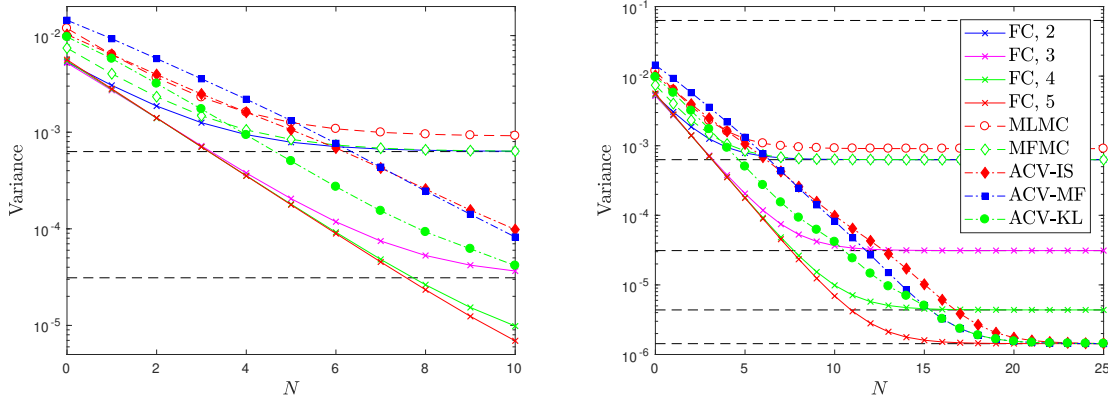 Variance
10^{-2}
10^{-3}
10^{-4}
10^{-5}
0 2 4 6 8 10
N
Variance
10^{-1}
10^{-2}
10^{-3}
10^{-4}
10^{-5}
10^{-6}
0 5 10 15 20 25
N
FC, 2
FC, 3
FC, 4
FC, 5
MLMC
MFMC
ACV-IS
ACV-MF
ACV-KL